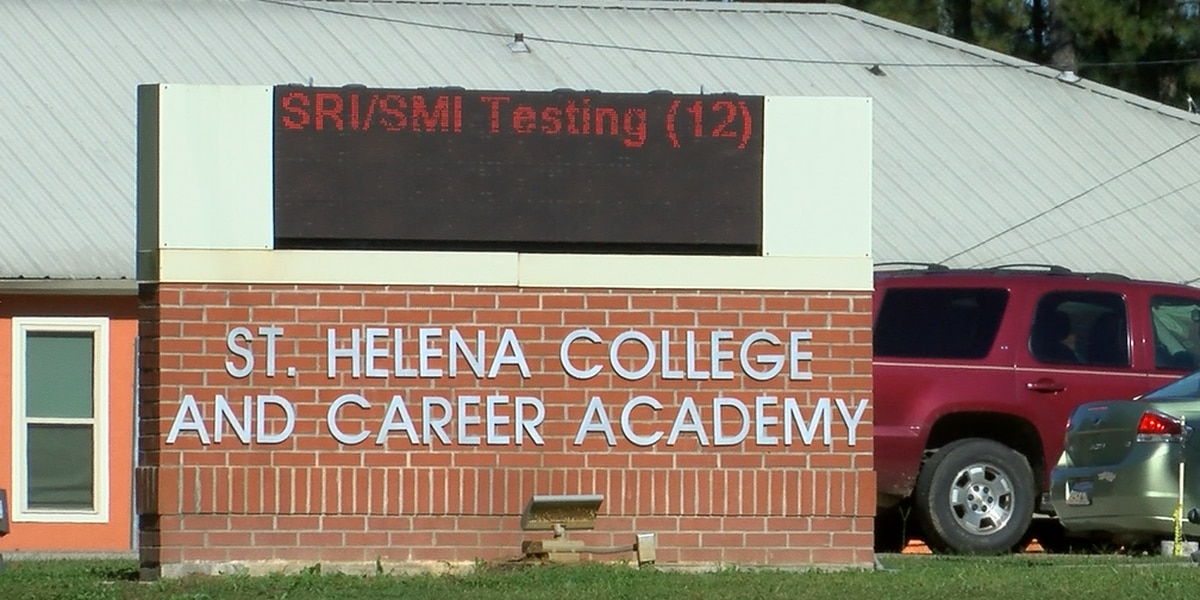 SRI/SMI Testing (12)
ST. HELENA COLLEGE
AND CAREER ACADEMY